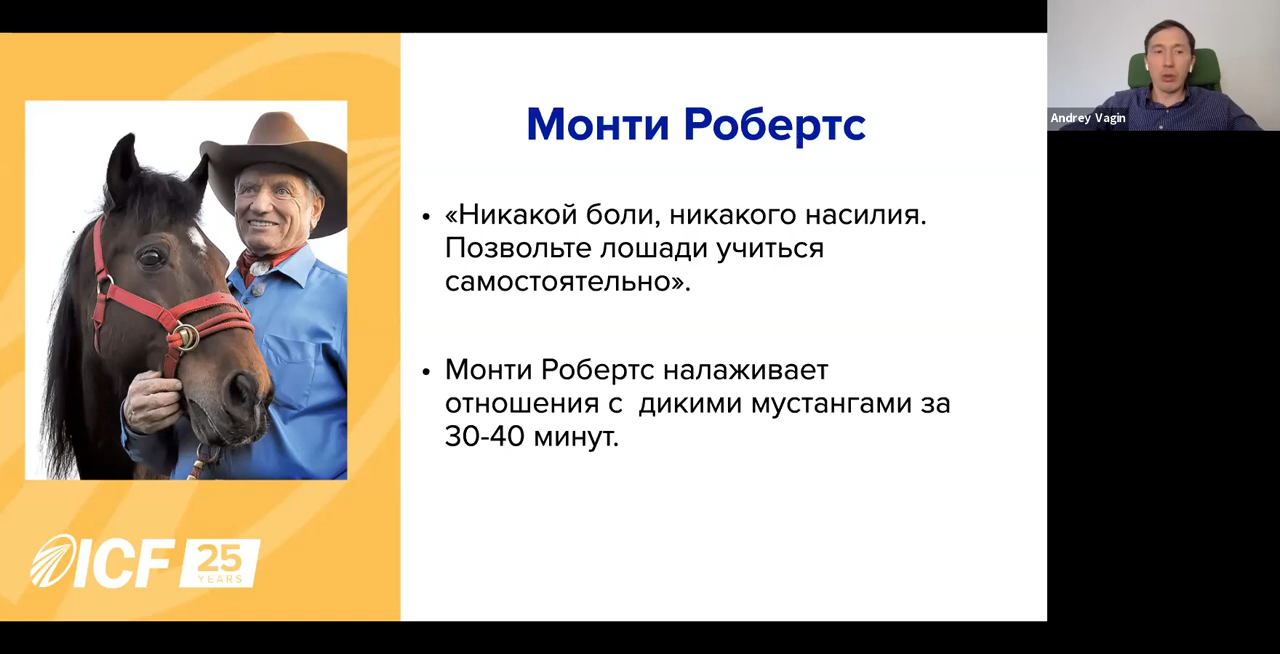 Монти Робертс
• «Никакой боли, никакого насилия.
Позвольте лошади учиться
самостоятельно».
• Монти Робертс налаживает
отношения с дикими мустангами за
30-40 минут.
ICF 25
YEARS
Andrey Vagin